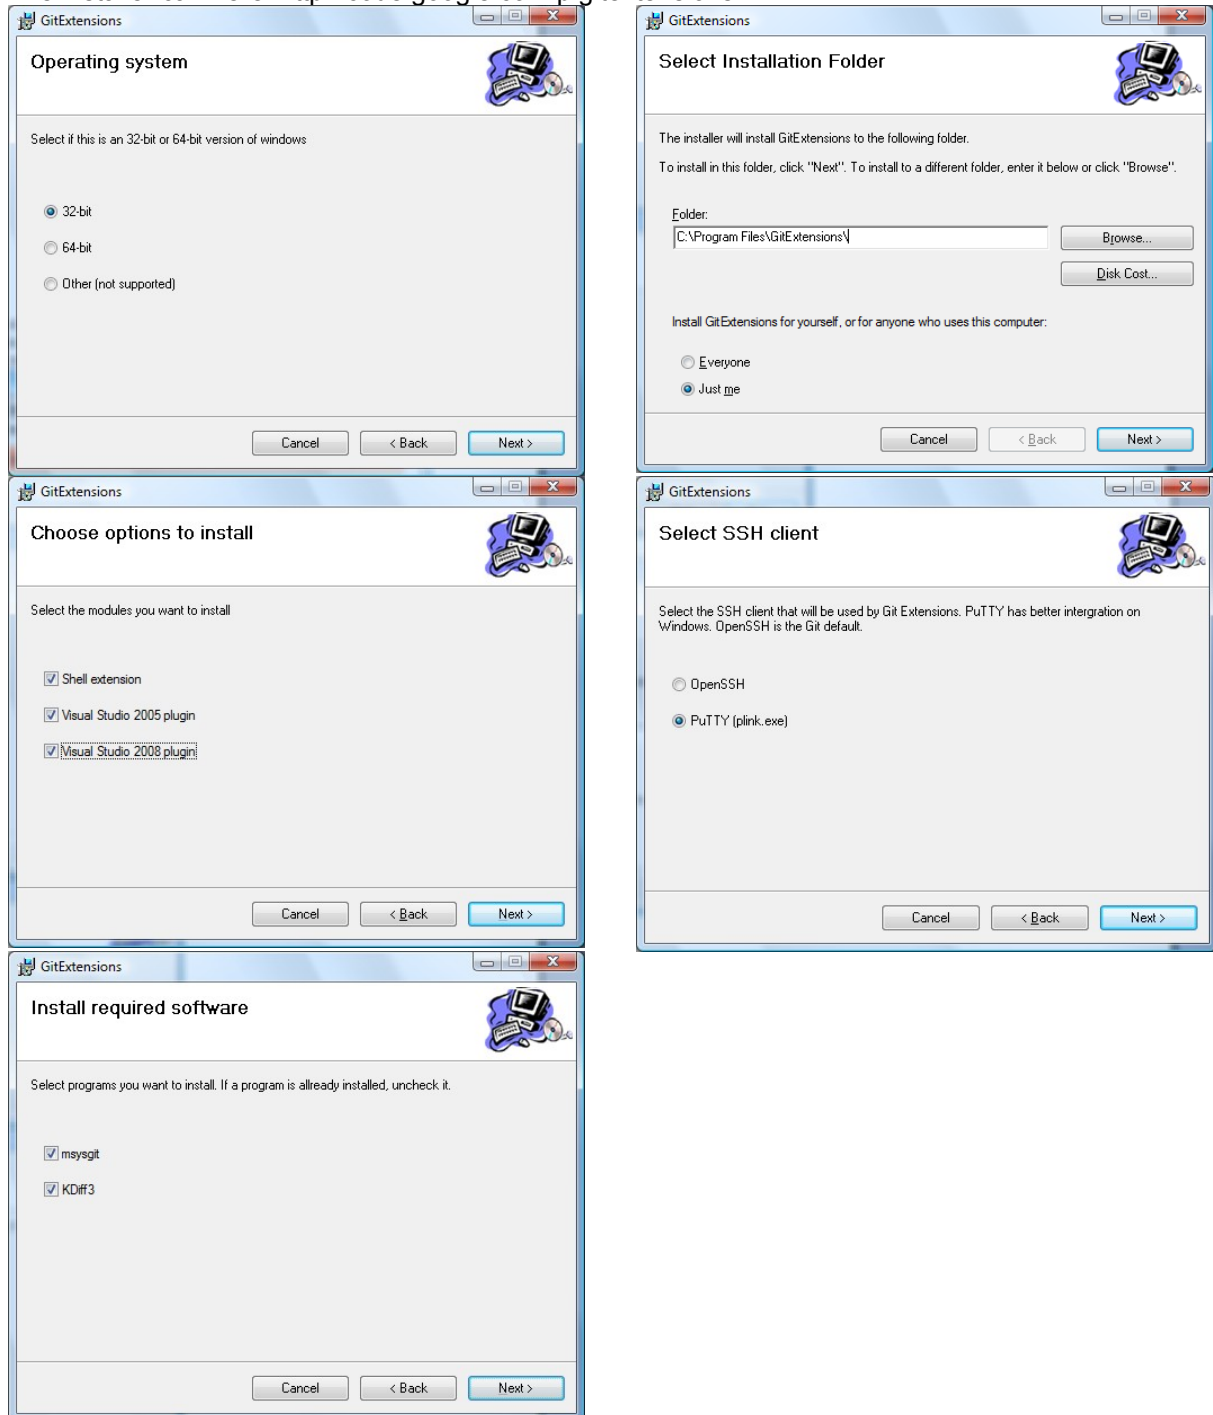 GitExtensions
Operating system
Select if this is an 32-bit or 64-bit version of windows
32-bit
64-bit
Other (not supported)
Cancel
< Back
Next >
GitExtensions
Select Installation Folder
The installer will install GitExtensions to the following folder.
To install in this folder, click "Next". To install to a different folder, enter it below or click "Browse".
Folder:
C:\Program Files\GitExtensions\
Browse...
Disk Cost...
Install GitExtensions for yourself, or for anyone who uses this computer:
Everyone
Just me
Cancel
< Back
Next >
GitExtensions
Choose options to install
Select the modules you want to install
Shell extension
Visual Studio 2005 plugin
Visual Studio 2008 plugin
Cancel
< Back
Next >
GitExtensions
Select SSH client
Select the SSH client that will be used by Git Extensions. PuTTY has better intergration on
Windows. OpenSSH is the Git default.
OpenSSH
PuTTY (plink.exe)
Cancel
< Back
Next >
GitExtensions
Install required software
Select programs you want to install. If a program is allready installed, uncheck it.
msysgit
KDiff3
Cancel
< Back
Next >